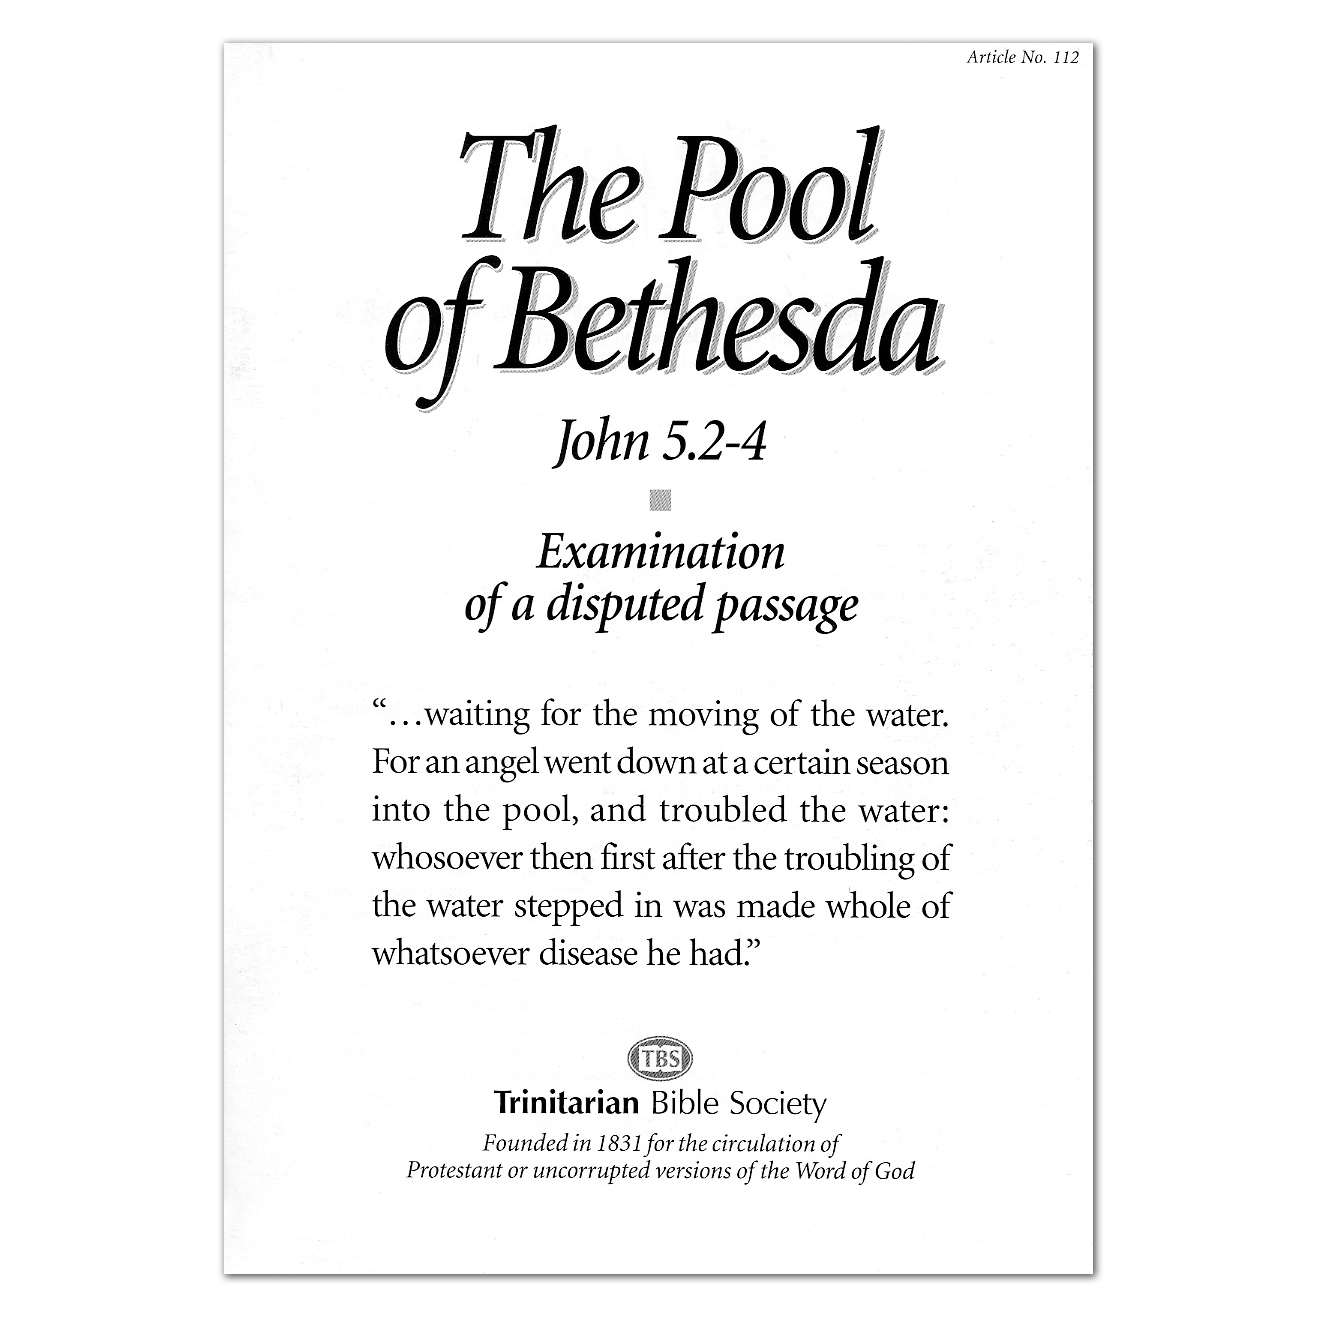 Article No. 112
The Pool
of Bethesda
John 5.2-4
Examination
of a disputed passage
“…waiting for the moving of the water.
For an angel went down at a certain season
into the pool, and troubled the water:
whosoever then first after the troubling of
the water stepped in was made whole of
whatsoever disease he had.”
TBS
Trinitarian Bible Society
Founded in 1831 for the circulation of
Protestant or uncorrupted versions of the Word of God